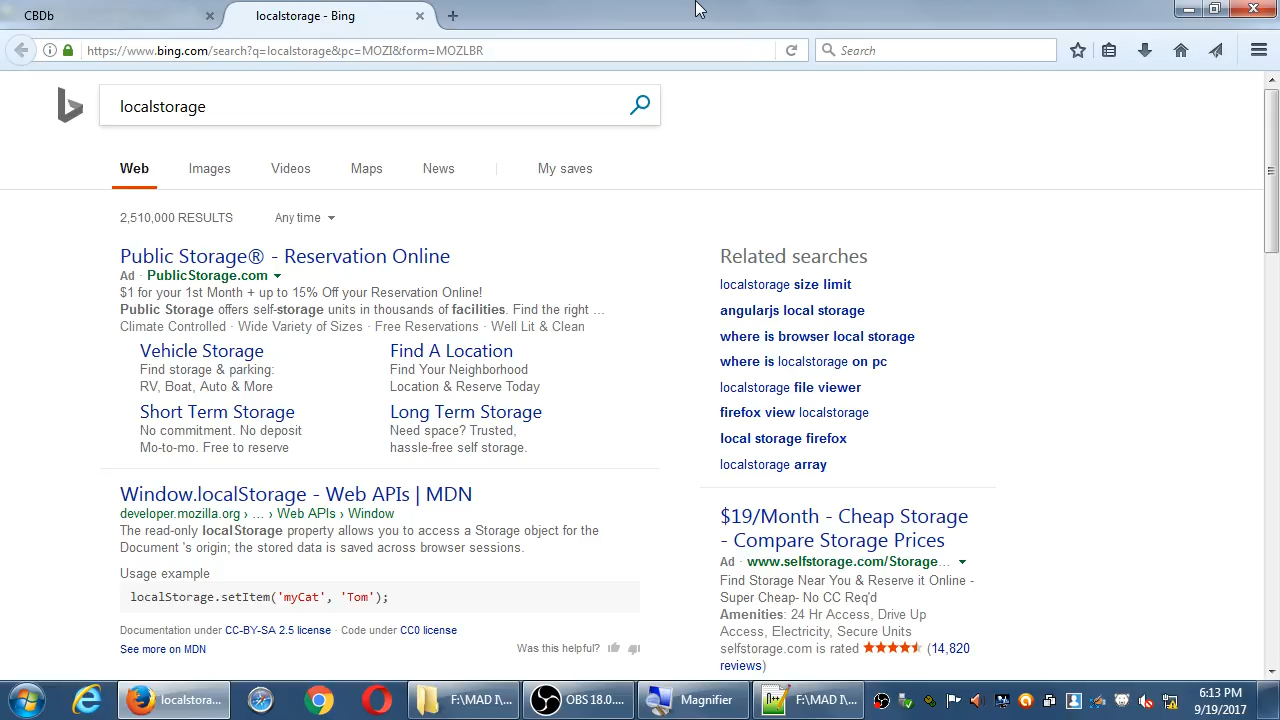 CBDb
localstorage - Bing
https://www.bing.com/search?q=localstorage&pc=MOZI&form=MOZLBR
Search
localstorage
Web
Images
Videos
Maps
News
My saves
2,510,000 RESULTS
Any time
Public Storage® - Reservation Online
Ad · PublicStorage.com
$1 for your 1st Month + up to 15% Off your Reservation Online!
Public Storage offers self-storage units in thousands of facilities. Find the right ...
Climate Controlled · Wide Variety of Sizes · Free Reservations · Well Lit & Clean
Vehicle Storage
Find storage & parking:
RV, Boat, Auto & More
Find A Location
Find Your Neighborhood
Location & Reserve Today
Short Term Storage
No commitment. No deposit
Mo-to-mo. Free to reserve
Long Term Storage
Need space? Trusted,
hassle-free self storage.
Window.localStorage - Web APIs | MDN
developer.mozilla.org › ... › Web APIs › Window
The read-only localStorage property allows you to access a Storage object for the
Document 's origin; the stored data is saved across browser sessions.
Usage example
localStorage.setItem('myCat', 'Tom');
Documentation under CC-BY-SA 2.5 license · Code under CC0 license
See more on MDN
Was this helpful?
Related searches
localstorage size limit
angularjs local storage
where is browser local storage
where is localstorage on pc
localstorage file viewer
firefox view localstorage
local storage firefox
localstorage array
$19/Month - Cheap Storage
- Compare Storage Prices
Ad · www.selfstorage.com/Storage...
Find Storage Near You & Reserve it Online -
Super Cheap- No CC Req'd
Amenities: 24 Hr Access, Drive Up
Access, Electricity, Secure Units
selfstorage.com is rated (14,820
reviews)
localstora...
F:\MAD I\...
OBS 18.0....
Magnifier
F:\MAD I\...
6:13 PM
9/19/2017